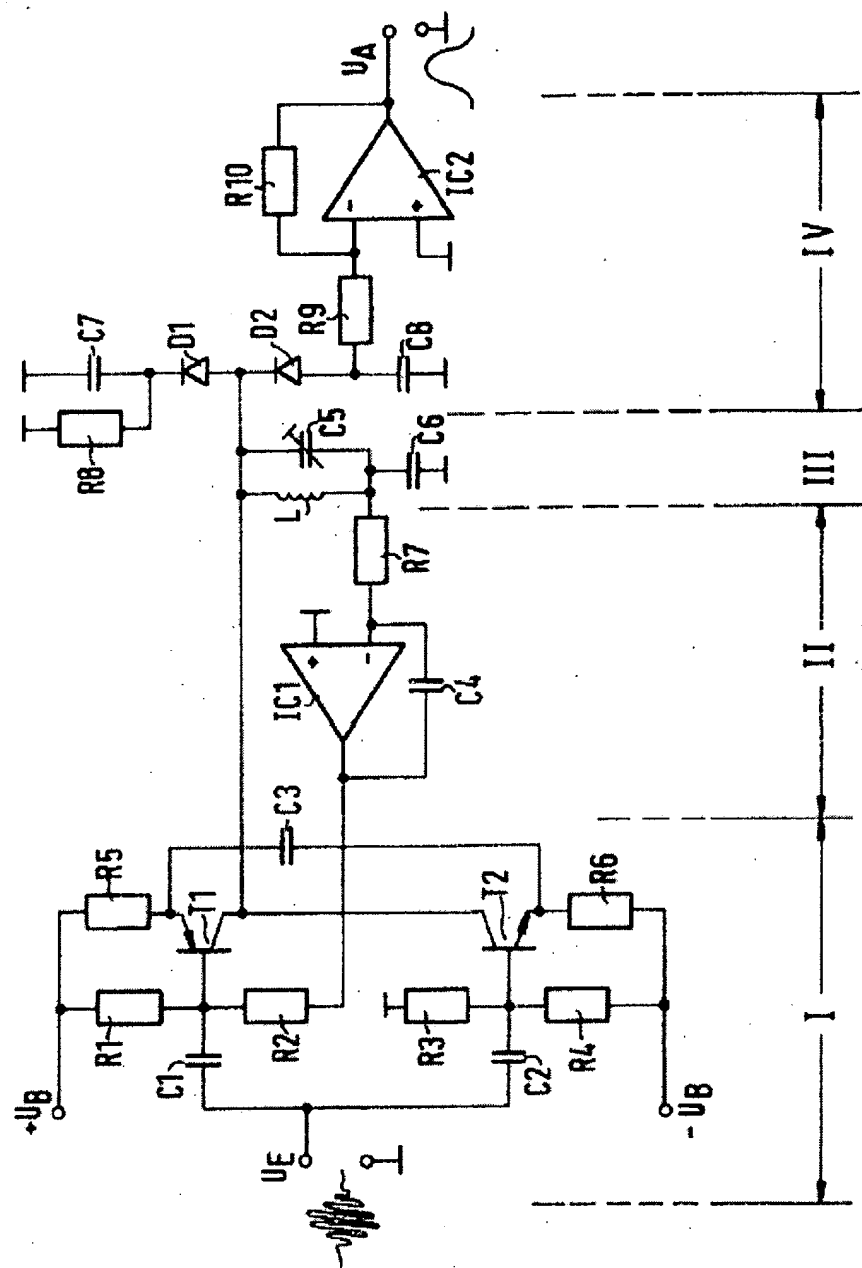 +UB
R1
C1
R2
R5
T1
C3
IC1
+
-
C4
R7
L
C5
C6
R8
C7
D1
D2
R9
C8
R10
-
+
IC2
UA
UE
R3
C2
R4
T2
R6
- UB
I
II
III
IV